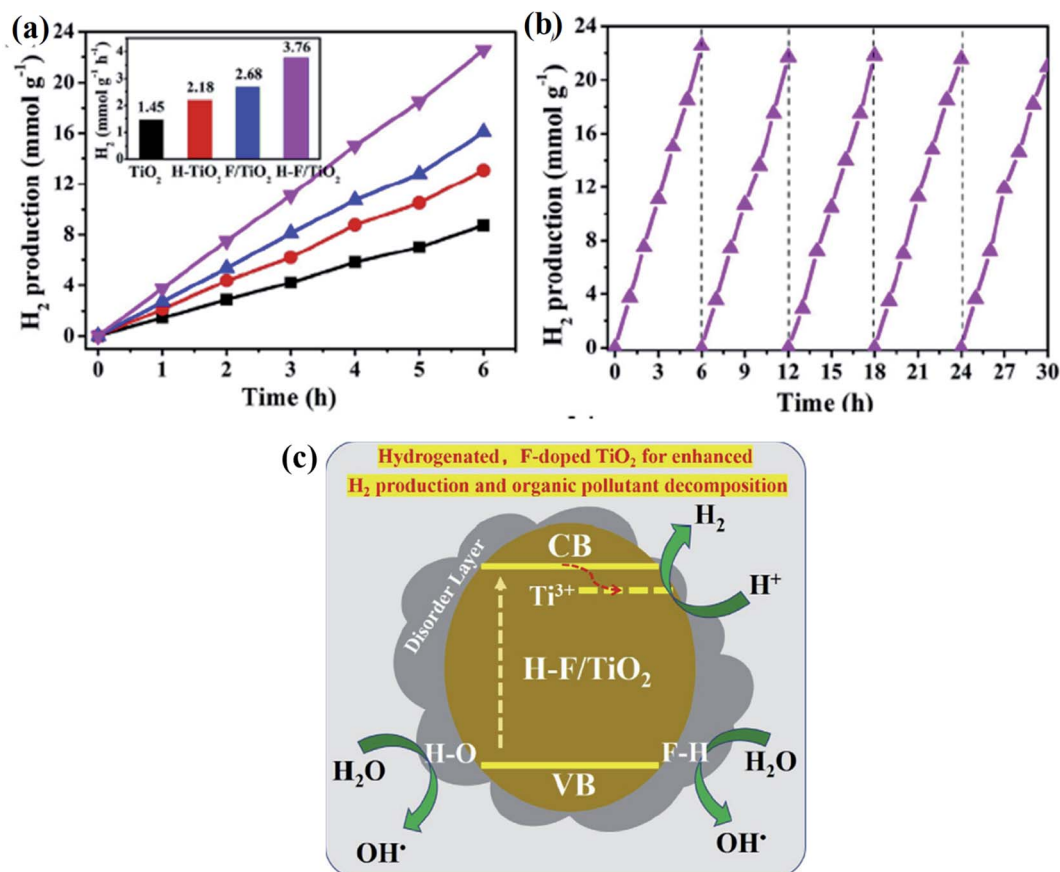 (a)
H₂ production (mmol g⁻¹)
24
20
16
12
8
4
0
0 1 2 3 4 5 6
Time (h)
H₂ (mmol g⁻¹ h⁻¹)
4
3
2
1
0
1.45
2.18
2.68
3.76
TiO₂ H-TiO₂ F/TiO₂ H-F/TiO₂
(b)
H₂ production (mmol g⁻¹)
24
20
16
12
8
4
0
0 3 6 9 12 15 18 21 24 27 30
Time (h)
(c)
Hydrogenated, F-doped TiO₂ for enhanced
H₂ production and organic pollutant decomposition
Disorder Layer
CB
Ti³⁺
H₂
H⁺
H-F/TiO₂
H-O
F-H
H₂O
H₂O
VB
OH•
OH•